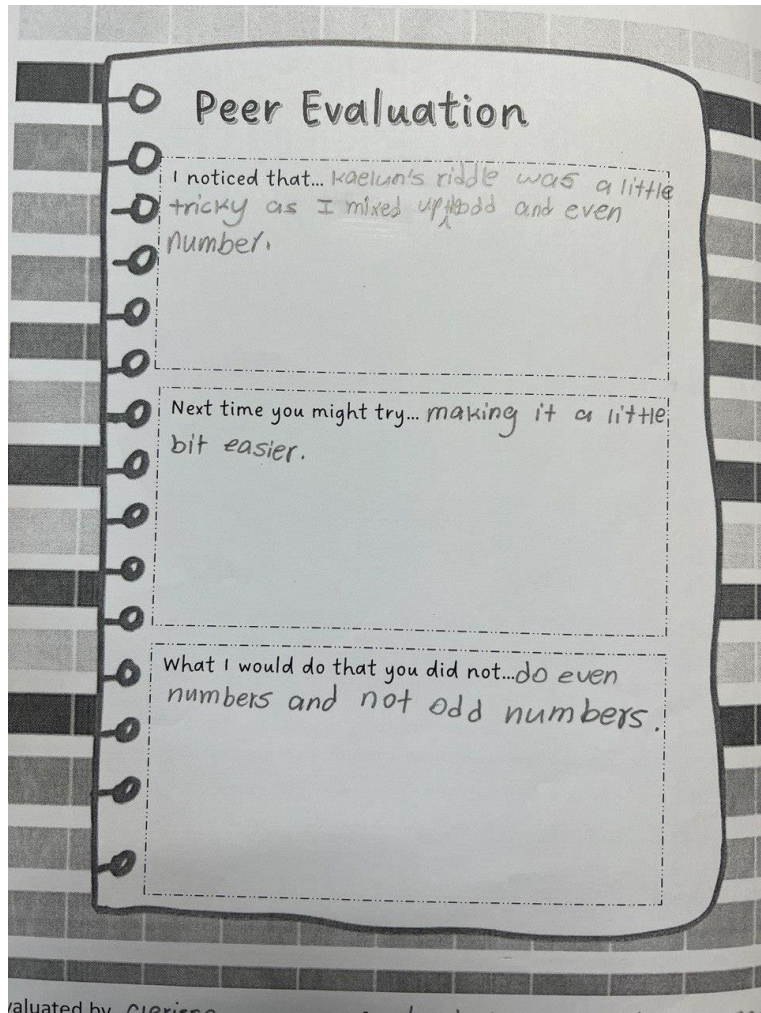 Peer Evaluation
I noticed that... Kaelun's riddle was a little
tricky as I mixed up the odd and even
number.
Next time you might try... making it a little
bit easier.
What I would do that you did not...do even
numbers and not odd numbers.
valuated by